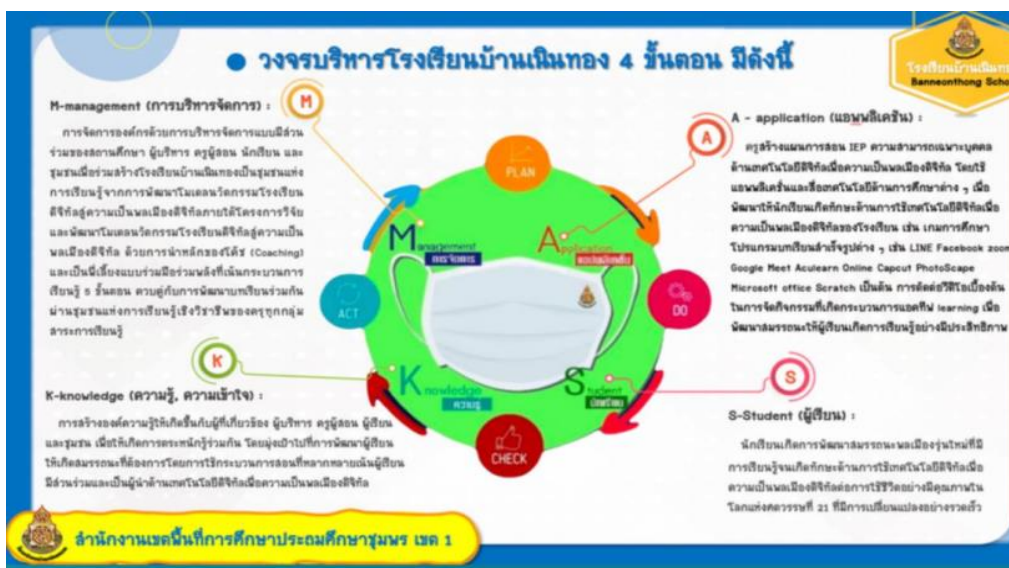 วงจรบริหารโรงเรียนบ้านเนินทอง 4 ขั้นตอน มีดังนี้
โรงเรียนบ้านเนินทอง
Banneonthong Scho
M-management (การบริหารจัดการ) :
M
การจัดการองค์กรด้วยการบริหารจัดการแบบมีส่วน
ร่วมของสถานศึกษา ผู้บริหาร ครูผู้สอน นักเรียน และ
ชุมชนเพื่อร่วมสร้างโรงเรียนบ้านเนินทองเป็นชุมชนแห่ง
การเรียนรู้จากการพัฒนาโมเดลนวัตกรรมโรงเรียน
ดิจิทัลสู่ความเป็นพลเมืองดิจิทัลภายใต้โครงการวิจัย
และพัฒนาโมเดลนวัตกรรมโรงเรียนดิจิทัลสู่ความเป็น
พลเมืองดิจิทัล ด้วยการนำหลักของโค้ช (Coaching)
และเป็นพี่เลี้ยงแบบร่วมมือร่วมพลังที่เน้นกระบวนการ
เรียนรู้ 5 ขั้นตอน ควบคู่กับการพัฒนาบทเรียนร่วมกัน
ผ่านชุมชนแห่งการเรียนรู้เชิงวิชาชีพของครูทุกกลุ่ม
สาระการเรียนรู้
A
A - application (แอพพลิเคชัน) :
ครูสร้างแผนการสอน IEP ความสามารถเฉพาะบุคคล
ด้านเทคโนโลยีดิจิทัลเพื่อความเป็นพลเมืองดิจิทัล โดยใช้
แอพพลิเคชั่นและสื่อเทคโนโลยีด้านการศึกษาต่าง ๆ เพื่อ
พัฒนาให้นักเรียนเกิดทักษะด้านการใช้เทคโนโลยีดิจิทัลเพื่อ
ความเป็นพลเมืองดิจิทัลของโรงเรียน เช่น เกมการศึกษา
โปรแกรมบทเรียนสำเร็จรูปต่าง ๆ เช่น LINE Facebook zoom
Google Meet Aculearn Online Capcut PhotoScape
Microsoft office Scratch เป็นต้น การตัดต่อวีดีโอเบื้องต้น
ในการจัดกิจกรรมที่เกิดกระบวนการแอคทีฟ learning เพื่อ
พัฒนาสมรรถนะให้ผู้เรียนเกิดการเรียนรู้อย่างมีประสิทธิภาพ
PLAN
Management
การจัดการ
Application
แอปพลิเคชั่น
ACT
DO
Knowledge
ความรู้
Student
นักเรียน
CHECK
K
K-knowledge (ความรู้, ความเข้าใจ) :
การสร้างองค์ความรู้ให้เกิดขึ้นกับผู้ที่เกี่ยวข้อง ผู้บริหาร ครูผู้สอน ผู้เรียน
และชุมชน เพื่อให้เกิดการตระหนักรู้ร่วมกัน โดยมุ่งเป้าไปที่การพัฒนาผู้เรียน
ให้เกิดสมรรถนะที่ต้องการโดยการใช้กระบวนการสอนที่หลากหลายเน้นผู้เรียน
มีส่วนร่วมและเป็นผู้นำด้านเทคโนโลยีดิจิทัลเพื่อความเป็นพลเมืองดิจิทัล
S
S-Student (ผู้เรียน) :
นักเรียนเกิดการพัฒนาสมรรถนะพลเมืองรุ่นใหม่ที่มี
การเรียนรู้จนเกิดทักษะด้านการใช้เทคโนโลยีดิจิทัลเพื่อ
ความเป็นพลเมืองดิจิทัลต่อการใช้ชีวิตอย่างมีคุณภาพใน
โลกแห่งศตวรรษที่ 21 ที่มีการเปลี่ยนแปลงอย่างรวดเร็ว
สำนักงานเขตพื้นที่การศึกษาประถมศึกษาชุมพร เขต 1